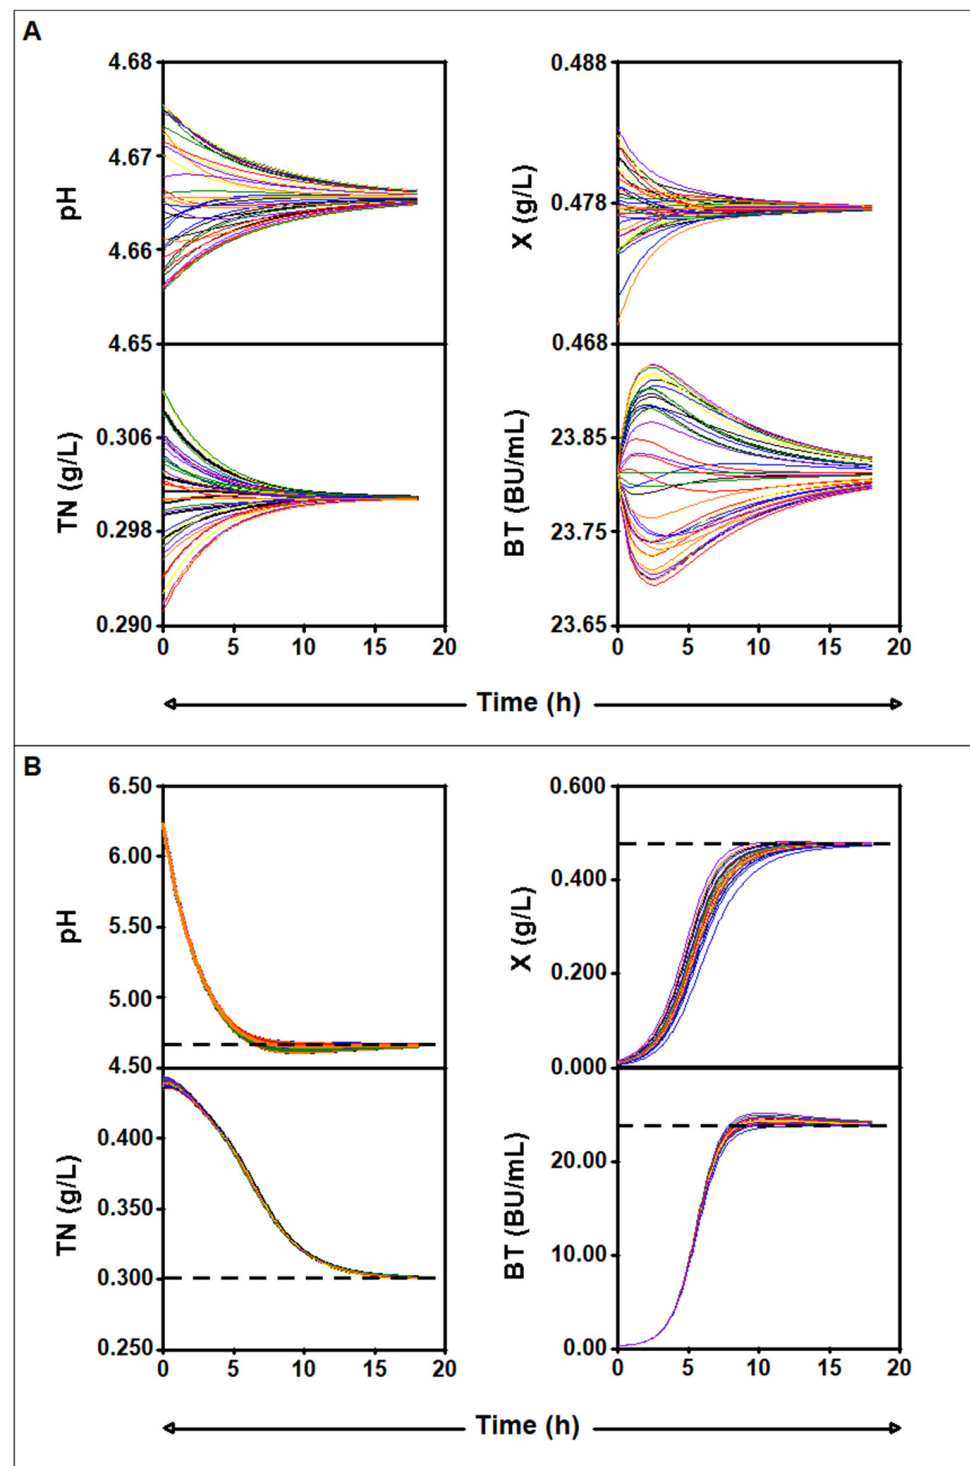 A
4.68
4.67
4.66
4.65
pH
0.488
0.478
0.468
X (g/L)
0.306
0.298
0.290
TN (g/L)
0 5 10 15 20
23.85
23.75
23.65
BT (BU/mL)
0 5 10 15 20
Time (h)
B
6.50
6.00
5.50
5.00
4.50
pH
0.600
0.400
0.200
0.000
X (g/L)
0.400
0.350
0.300
0.250
TN (g/L)
0 5 10 15 20
20.00
10.00
0.00
BT (BU/mL)
0 5 10 15 20
Time (h)